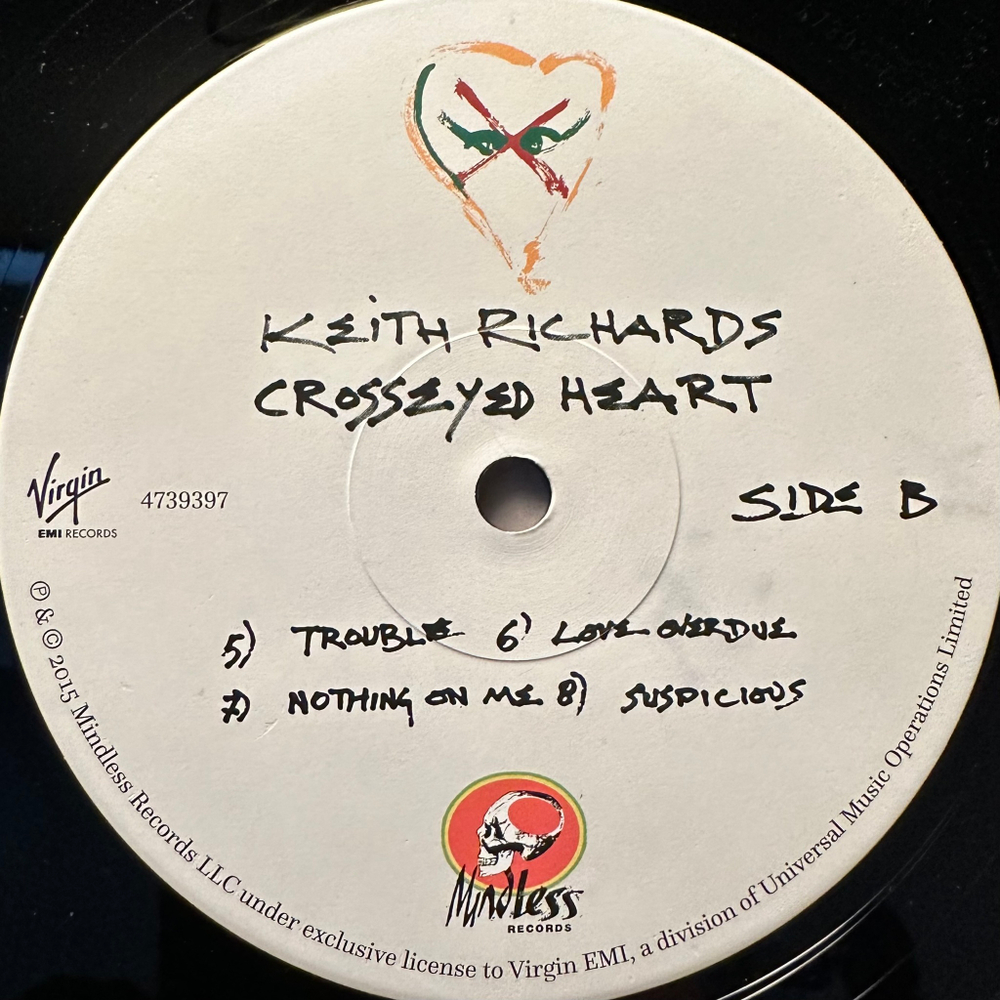 KEiTH RICHARDS
CROSSEYED HEART
Virgin
EMI RECORDS
4739397
SIDE B
5) TROUBLE 6) LOVE OVERDUE
7) NOTHING ON ME 8) SUSPICIOUS
Mindless
RECORDS
℗ & © 2015 Mindless Records LLC under exclusive license to Virgin EMI, a division of Universal Music Operations Limited